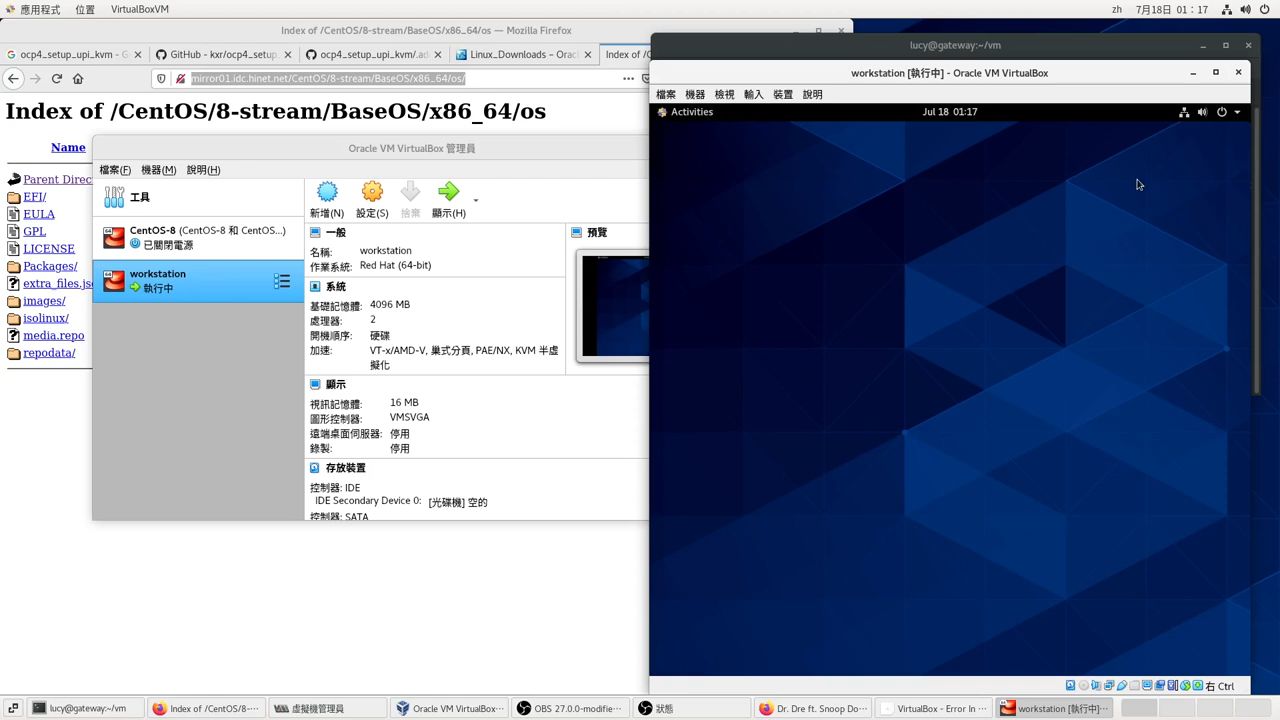 應用程式 位置 VirtualBoxVM zh 7月18日 01：17
Index of /CentOS/8-stream/BaseOS/x86_64/os — Mozilla Firefox
ocp4_setup_upi_kvm - G
GitHub - kxr/ocp4_setup.
ocp4_setup_upi_kvm/.ad
Linux_Downloads – Orac
Index of /
mirror01.idc.hinet.net/CentOS/8-stream/BaseOS/x86_64/os/
Index of /CentOS/8-stream/BaseOS/x86_64/os
Name
Parent Direc
EFI/
EULA
GPL
LICENSE
Packages/
extra_files.js
images/
isolinux/
media.repo
repodata/
Oracle VM VirtualBox 管理員
檔案(F) 機器(M) 說明(H)
工具
新增(N) 設定(S) 捨棄 顯示(H)
CentOS-8 (CentOS-8 和 CentOS...)
已關閉電源
workstation
執行中
一般
名稱: workstation
作業系統: Red Hat (64-bit)
預覽
系統
基礎記憶體: 4096 MB
處理器: 2
開機順序: 硬碟
加速: VT-x/AMD-V, 巢式分頁, PAE/NX, KVM 半虛
擬化
顯示
視訊記憶體: 16 MB
圖形控制器: VMSVGA
遠端桌面伺服器: 停用
錄製: 停用
存放裝置
控制器: IDE
IDE Secondary Device 0: [光碟機] 空的
控制器: SATA
lucy@gateway:~/vm
workstation [執行中] - Oracle VM VirtualBox
檔案 機器 檢視 輸入 裝置 說明
Activities Jul 18 01:17
右 Ctrl
lucy@gateway:~/vm
Index of /CentOS/8-...
虛擬機管理員
Oracle VM VirtualBox...
OBS 27.0.0-modifie...
狀態
Dr. Dre ft. Snoop Do...
VirtualBox - Error In ...
workstation [執行中]...